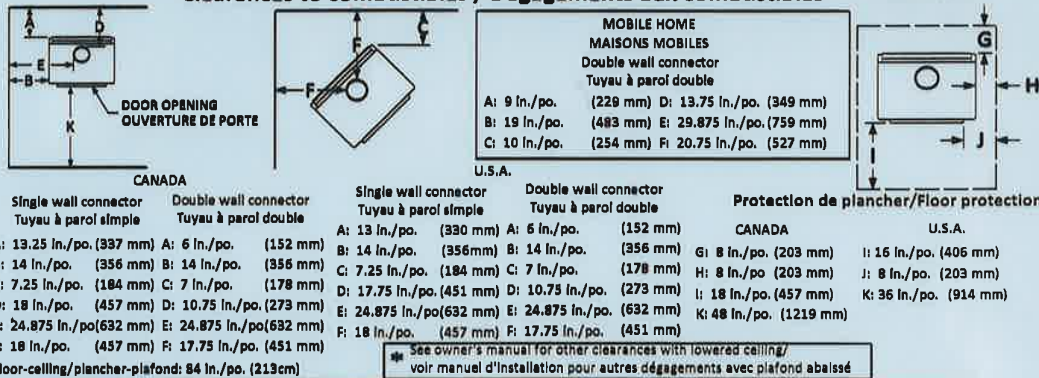 A
D
E
B
K
DOOR OPENING
OUVERTURE DE PORTE
F
C
F
MOBILE HOME
MAISONS MOBILES
Double wall connector
Tuyau à paroi double
A: 9 in./po. (229 mm) D: 13.75 in./po. (349 mm)
B: 19 in./po. (483 mm) E: 29.875 in./po. (759 mm)
C: 10 in./po. (254 mm) F: 20.75 in./po. (527 mm)
G
H
J
I
CANADA
Single wall connector
Tuyau à paroi simple
: 13.25 in./po. (337 mm)
: 14 in./po. (356 mm)
: 7.25 in./po. (184 mm)
: 18 in./po. (457 mm)
: 24.875 in./po(632 mm)
: 18 in./po. (457 mm)
Double wall connector
Tuyau à paroi double
A: 6 in./po. (152 mm)
B: 14 in./po. (356 mm)
C: 7 in./po. (178 mm)
D: 10.75 in./po. (273 mm)
E: 24.875 in./po(632 mm)
F: 17.75 in./po. (451 mm)
loor-ceiling/plancher-plafond: 84 in./po. (213cm)
U.S.A.
Single wall connector
Tuyau à paroi simple
A: 13 in./po. (330 mm)
B: 14 in./po. (356mm)
C: 7.25 in./po. (184 mm)
D: 17.75 in./po. (451 mm)
E: 24.875 in./po(632 mm)
F: 18 in./po. (457 mm)
Double wall connector
Tuyau à paroi double
A: 6 in./po. (152 mm)
B: 14 in./po. (356 mm)
C: 7 in./po. (178 mm)
D: 10.75 in./po. (273 mm)
E: 24.875 in./po. (632 mm)
F: 17.75 in./po. (451 mm)
Protection de plancher/Floor protection
CANADA
G: 8 in./po (203 mm)
H: 8 in./po (203 mm)
I: 18 in./po (457 mm)
K: 48 in./po. (1219 mm)
U.S.A.
I: 16 in./po. (406 mm)
J: 8 in./po. (203 mm)
K: 36 in./po. (914 mm)
* See owner's manual for other clearances with lowered ceiling/
voir manuel d'installation pour autres dégagements avec plafond abaissé